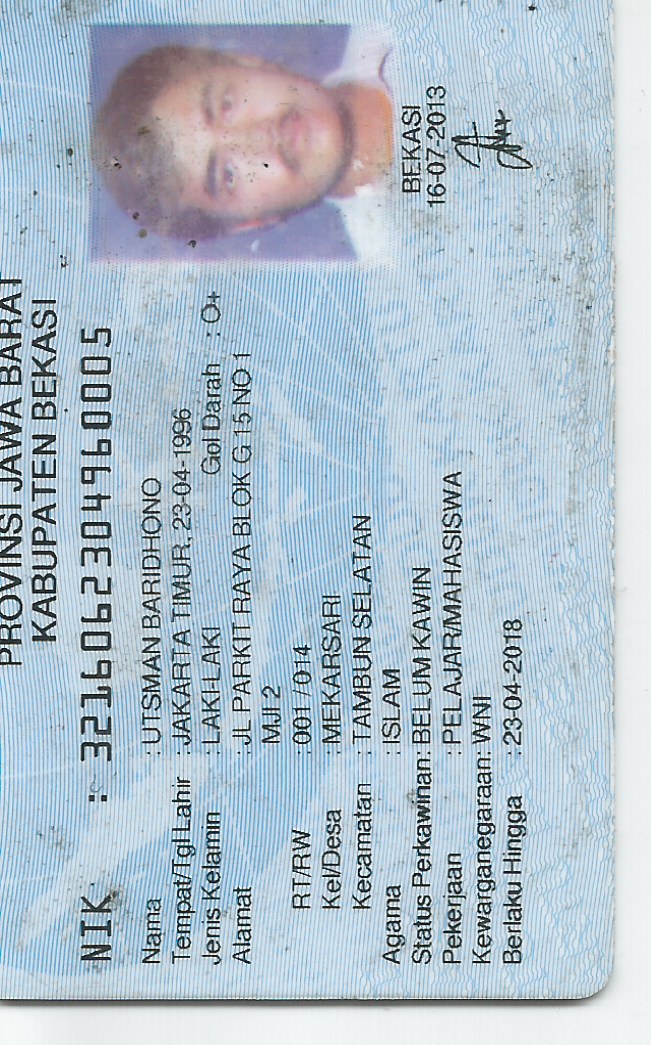 PROVINSI JAWA BARAT
KABUPATEN BEKASI
NIK : 3216062304960005
Nama : UTSMAN BARIDHONO
Tempat/Tgl Lahir : JAKARTA TIMUR, 23-04-1996
Jenis Kelamin : LAKI-LAKI Gol Darah : O+
Alamat : JL PARKIT RAYA BLOK G 15 NO 1
MJI 2
RT/RW : 001/014
Kel/Desa : MEKARSARI
Kecamatan : TAMBUN SELATAN
Agama : ISLAM
Status Perkawinan: BELUM KAWIN
Pekerjaan : PELAJAR/MAHASISWA
Kewarganegaraan: WNI
Berlaku Hingga : 23-04-2018
BEKASI
16-07-2013